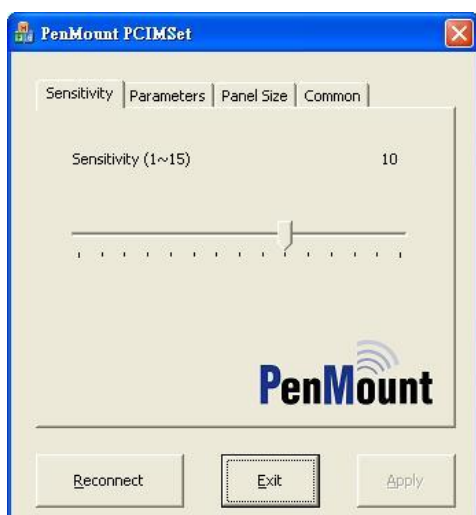 PenMount PCIMSet
Sensitivity Parameters Panel Size Common
Sensitivity (1~15) 10
PenMount
Reconnect Exit Apply